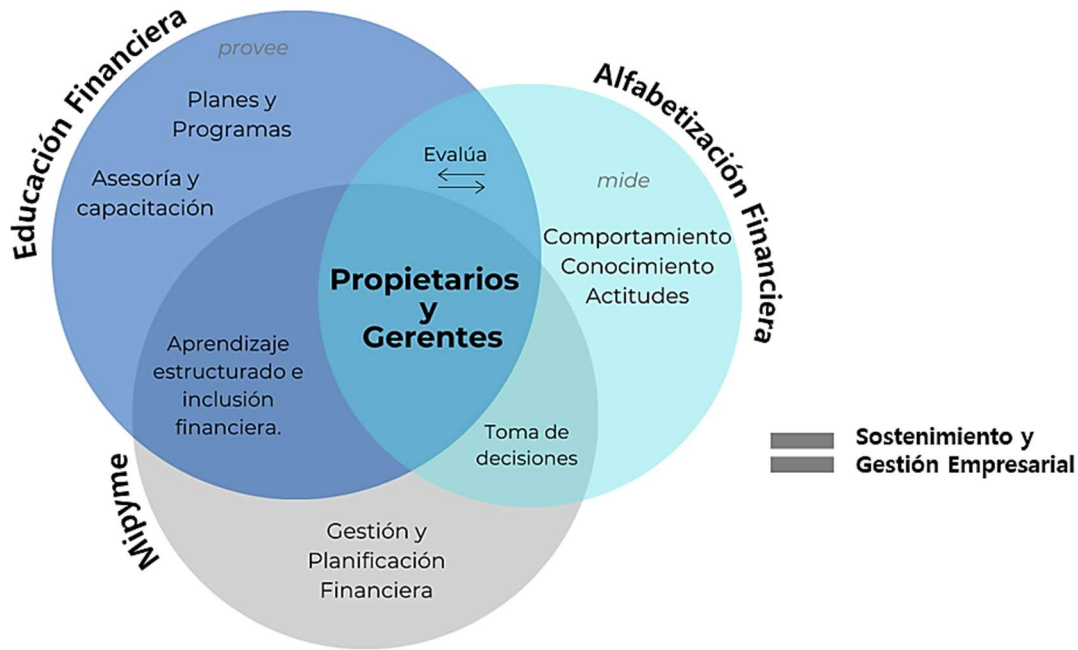 Educación Financiera
provee
Planes y
Programas
Asesoría y
capacitación
Evalúa
Alfabetización Financiera
mide
Comportamiento
Conocimiento
Actitudes
Propietarios
y
Gerentes
Aprendizaje
estructurado e
inclusión
financiera.
Toma de
decisiones
Mipyme
Gestión y
Planificación
Financiera
Sostenimiento y
Gestión Empresarial